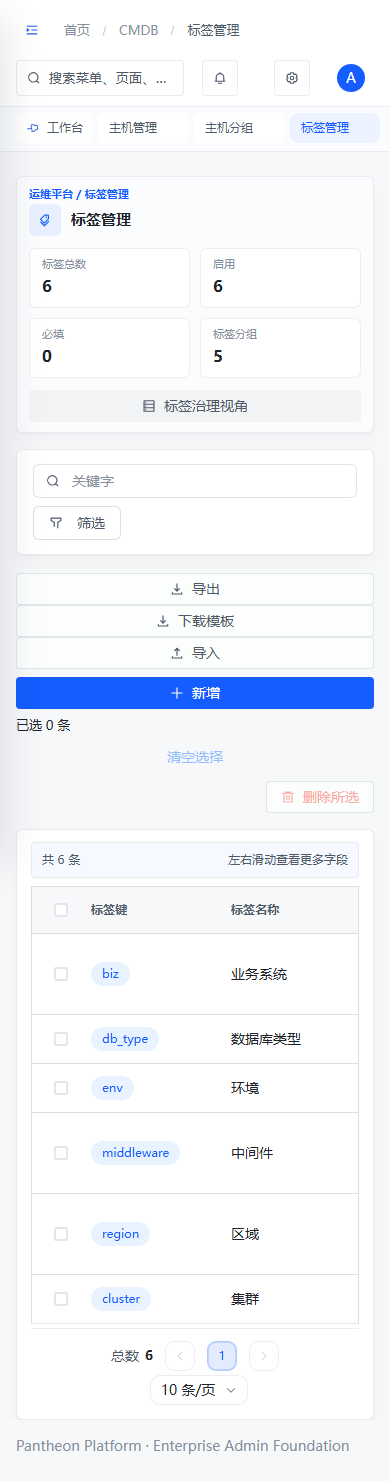 首页 / CMDB / 标签管理
搜索菜单、页面、... A
工作台 主机管理 主机分组 标签管理
运维平台 / 标签管理
标签管理
标签总数 启用
6 6
必填 标签分组
0 5
标签治理视角
关键字
筛选
导出
下载模板
导入
新增
已选 0 条
清空选择
删除所选
共 6 条 左右滑动查看更多字段
标签键 标签名称
biz 业务系统
db_type 数据库类型
env 环境
middleware 中间件
region 区域
cluster 集群
总数 6 1
10 条/页
Pantheon Platform · Enterprise Admin Foundation